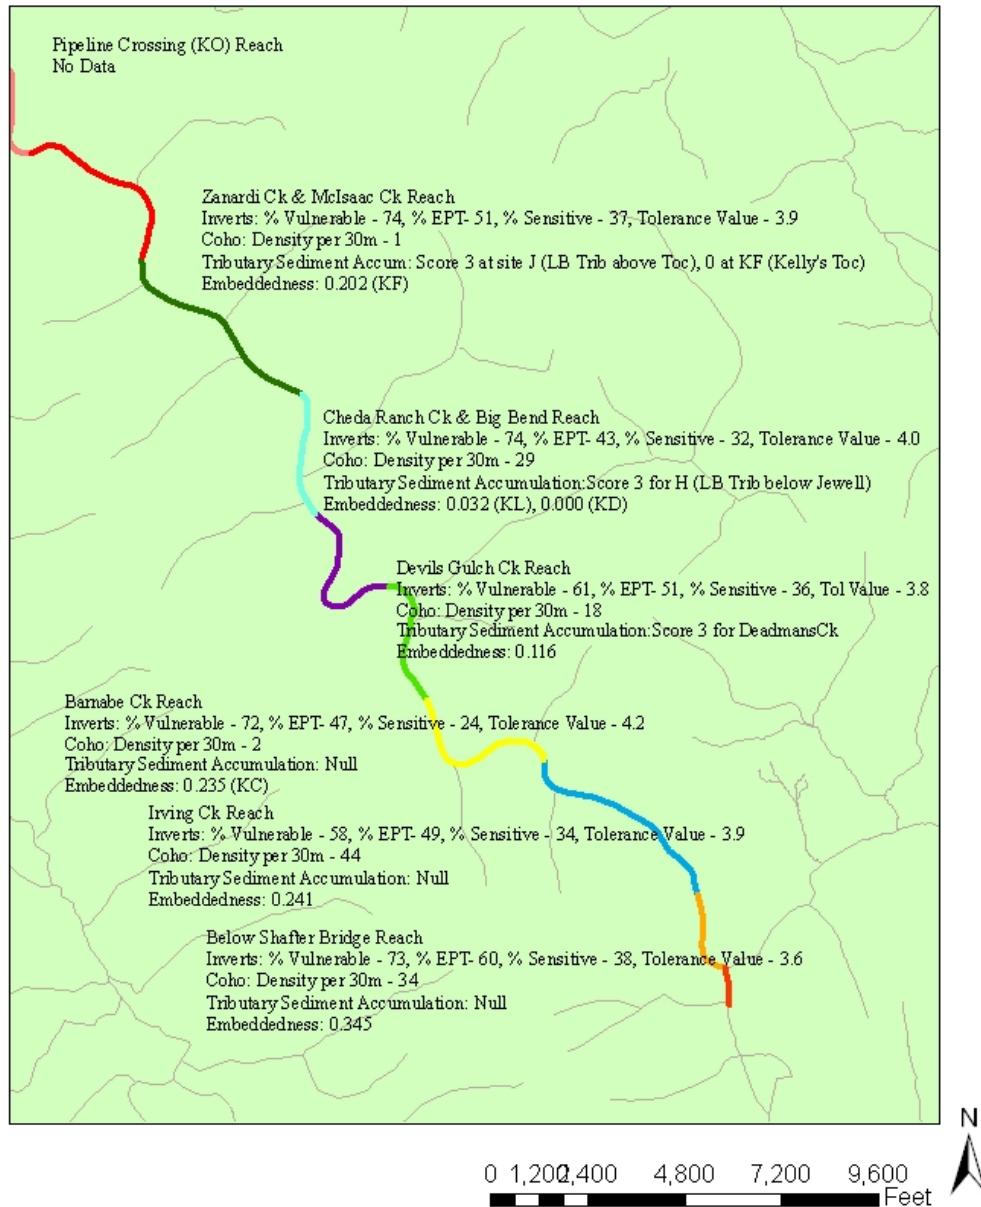 Pipeline Crossing (KO) Reach
No Data
Zanardi Ck & McIsaac Ck Reach
Inverts: % Vulnerable - 74, % EPT- 51, % Sensitive - 37, Tolerance Value - 3.9
Coho: Density per 30m - 1
Tributary Sediment Accum: Score 3 at site J (LB Trib above Toc), 0 at KF (Kelly's Toc)
Embeddedness: 0.202 (KF)
Cheda Ranch Ck & Big Bend Reach
Inverts: % Vulnerable - 74, % EPT- 43, % Sensitive - 32, Tolerance Value - 4.0
Coho: Density per 30m - 29
Tributary Sediment Accumulation:Score 3 for H (LB Trib below Jewell)
Embeddedness: 0.032 (KL), 0.000 (KD)
Devils Gulch Ck Reach
Inverts: % Vulnerable - 61, % EPT- 51, % Sensitive - 36, Tol Value - 3.8
Coho: Density per 30m - 18
Tributary Sediment Accumulation:Score 3 for DeadmansCk
Embeddedness: 0.116
Barnabe Ck Reach
Inverts: % Vulnerable - 72, % EPT- 47, % Sensitive - 24, Tolerance Value - 4.2
Coho: Density per 30m - 2
Tributary Sediment Accumulation: Null
Embeddedness: 0.235 (KC)
Irving Ck Reach
Inverts: % Vulnerable - 58, % EPT- 49, % Sensitive - 34, Tolerance Value - 3.9
Coho: Density per 30m - 44
Tributary Sediment Accumulation: Null
Embeddedness: 0.241
Below Shafter Bridge Reach
Inverts: % Vulnerable - 73, % EPT- 60, % Sensitive - 38, Tolerance Value - 3.6
Coho: Density per 30m - 34
Tributary Sediment Accumulation: Null
Embeddedness: 0.345
N
0 1,200 2,400 4,800 7,200 9,600
Feet